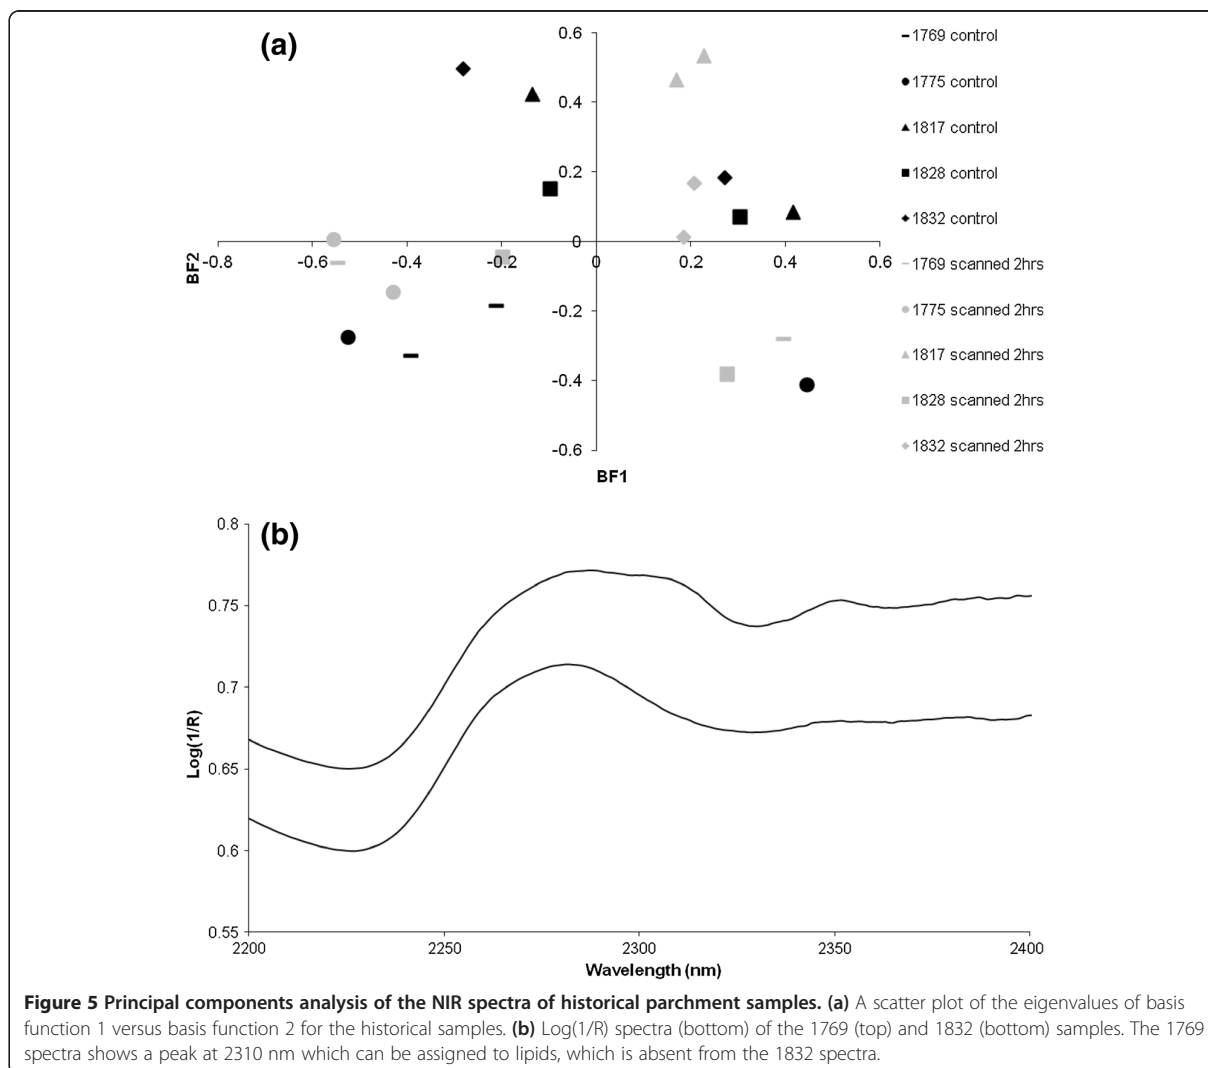 (a)
0.6
0.4
0.2
0
-0.2
-0.4
-0.6
-0.8
-0.6
-0.4
-0.2
0
0.2
0.4
0.6
BF2
BF1
1769 control
1775 control
1817 control
1828 control
1832 control
1769 scanned 2hrs
1775 scanned 2hrs
1817 scanned 2hrs
1828 scanned 2hrs
1832 scanned 2hrs
(b)
0.8
0.75
0.7
0.65
0.6
0.55
Log(1/R)
2200
2250
2300
2350
2400
Wavelength (nm)
Figure 5 Principal components analysis of the NIR spectra of historical parchment samples. (a) A scatter plot of the eigenvalues of basis
function 1 versus basis function 2 for the historical samples. (b) Log(1/R) spectra (bottom) of the 1769 (top) and 1832 (bottom) samples. The 1769
spectra shows a peak at 2310 nm which can be assigned to lipids, which is absent from the 1832 spectra.